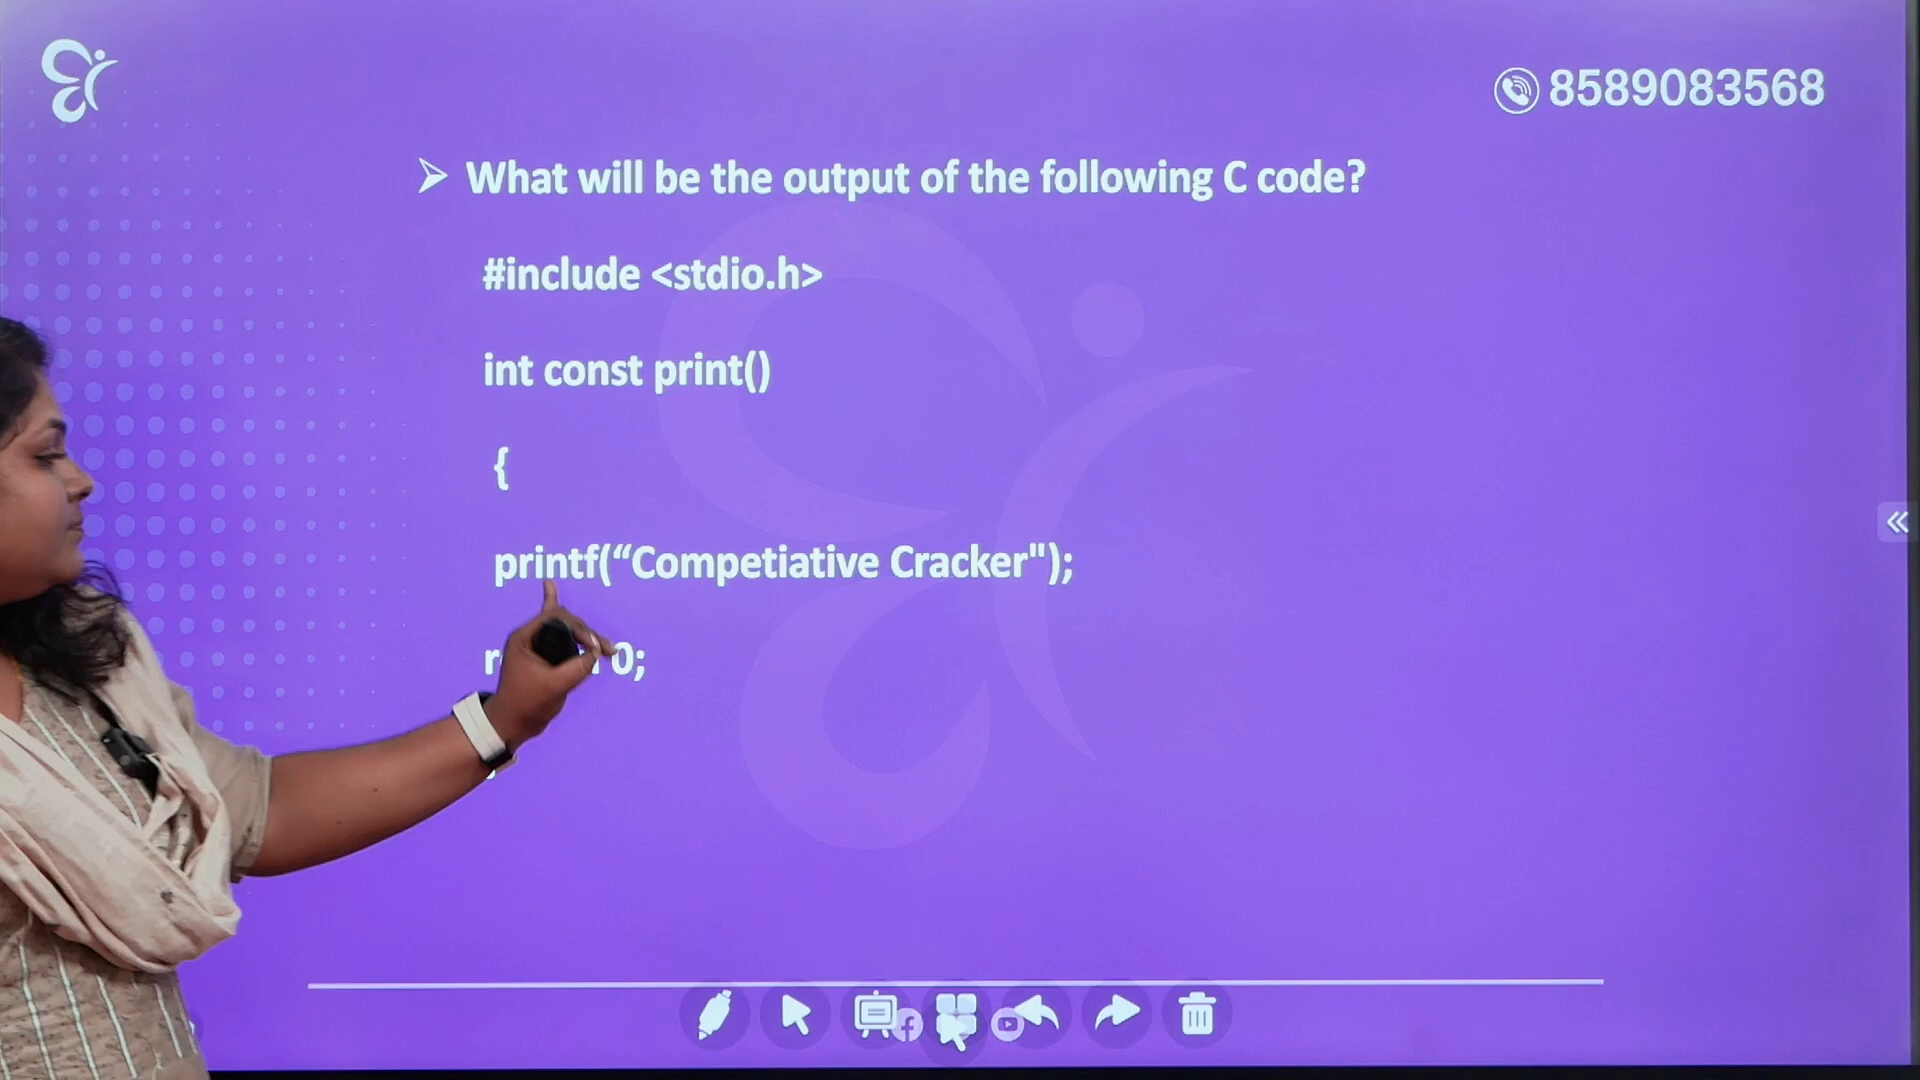 8589083568
➢ What will be the output of the following C code?
#include <stdio.h>
int const print()
{
printf(“Competiative Cracker");
0;